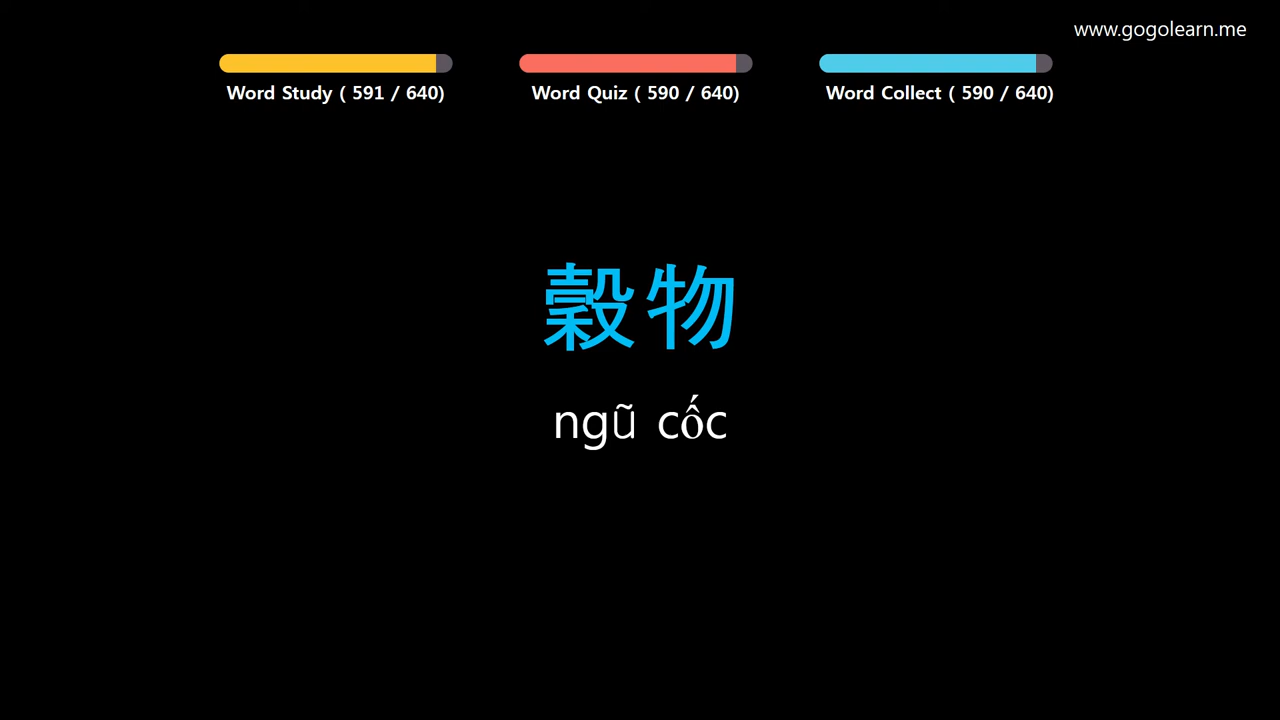 www.gogolearn.me
Word Study ( 591 / 640)
Word Quiz ( 590 / 640)
Word Collect ( 590 / 640)
穀物
ngũ cốc